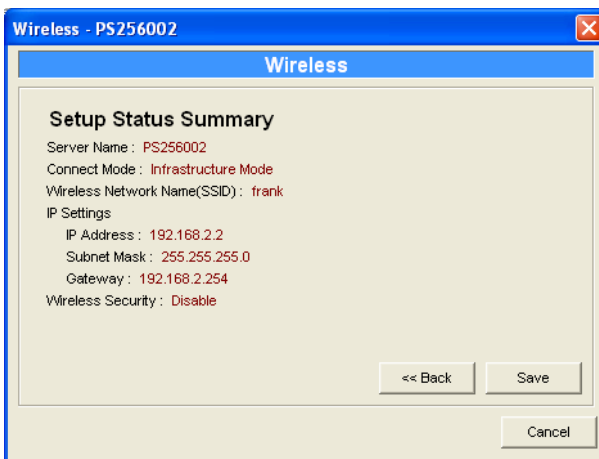 Wireless - PS256002
Wireless
Setup Status Summary
Server Name : PS256002
Connect Mode : Infrastructure Mode
Wireless Network Name(SSID) : frank
IP Settings
IP Address : 192.168.2.2
Subnet Mask : 255.255.255.0
Gateway : 192.168.2.254
Wireless Security : Disable
<< Back Save
Cancel